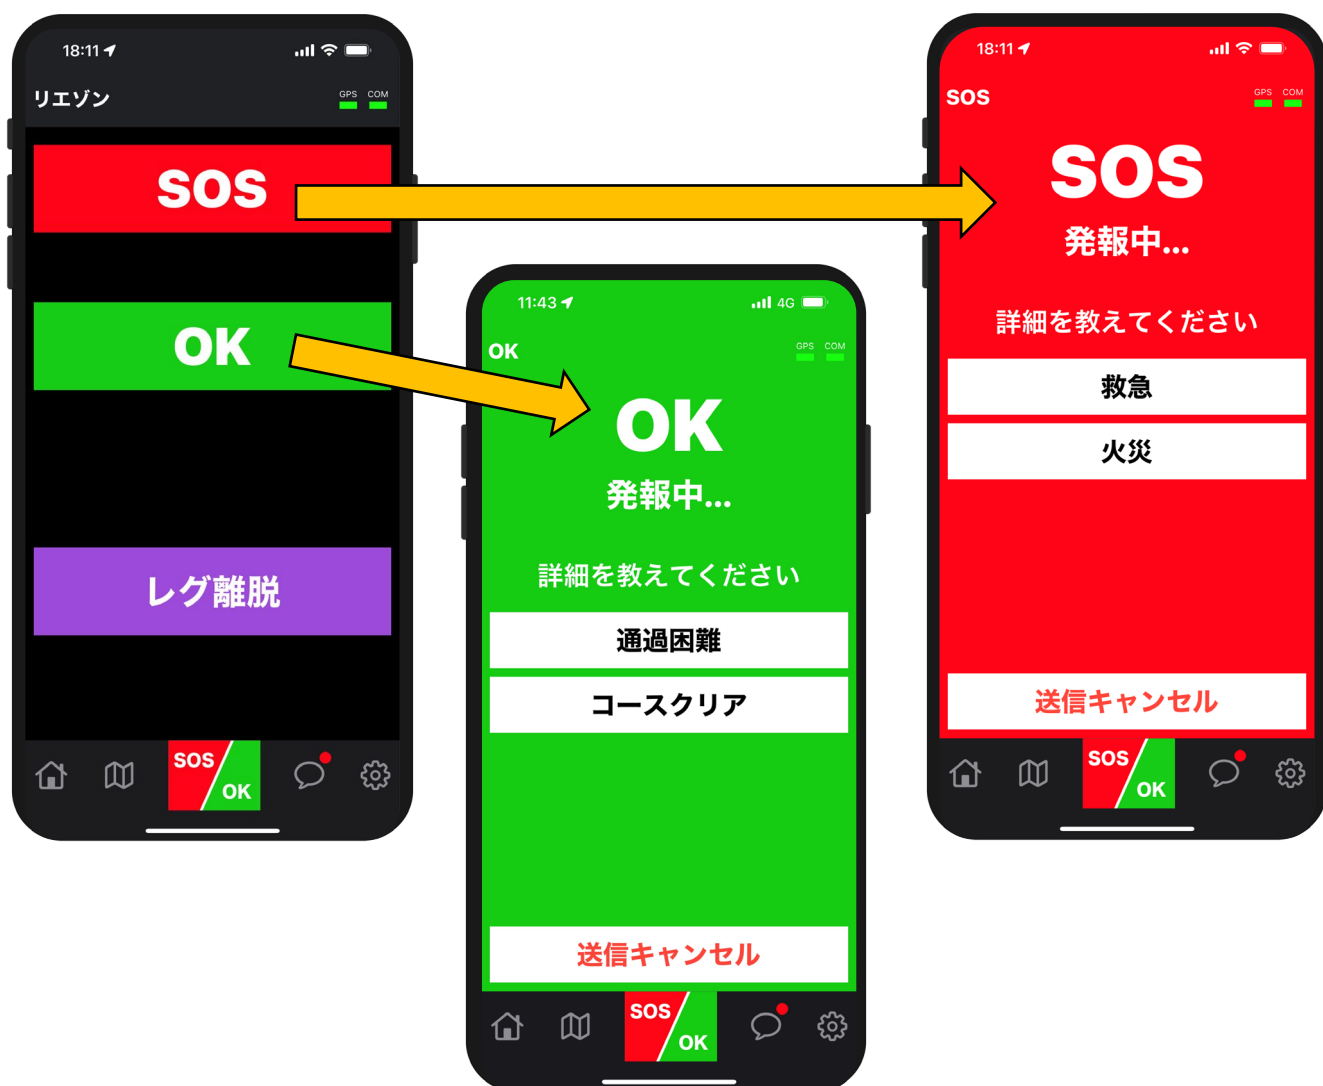 18:11
リエゾン
GPS COM
SOS
OK
レグ離脱
SOS
OK
11:43
4G
OK
GPS COM
OK
発報中...
詳細を教えてください
通過困難
コースクリア
送信キャンセル
SOS
OK
18:11
SOS
GPS COM
SOS
発報中...
詳細を教えてください
救急
火災
送信キャンセル
SOS
OK